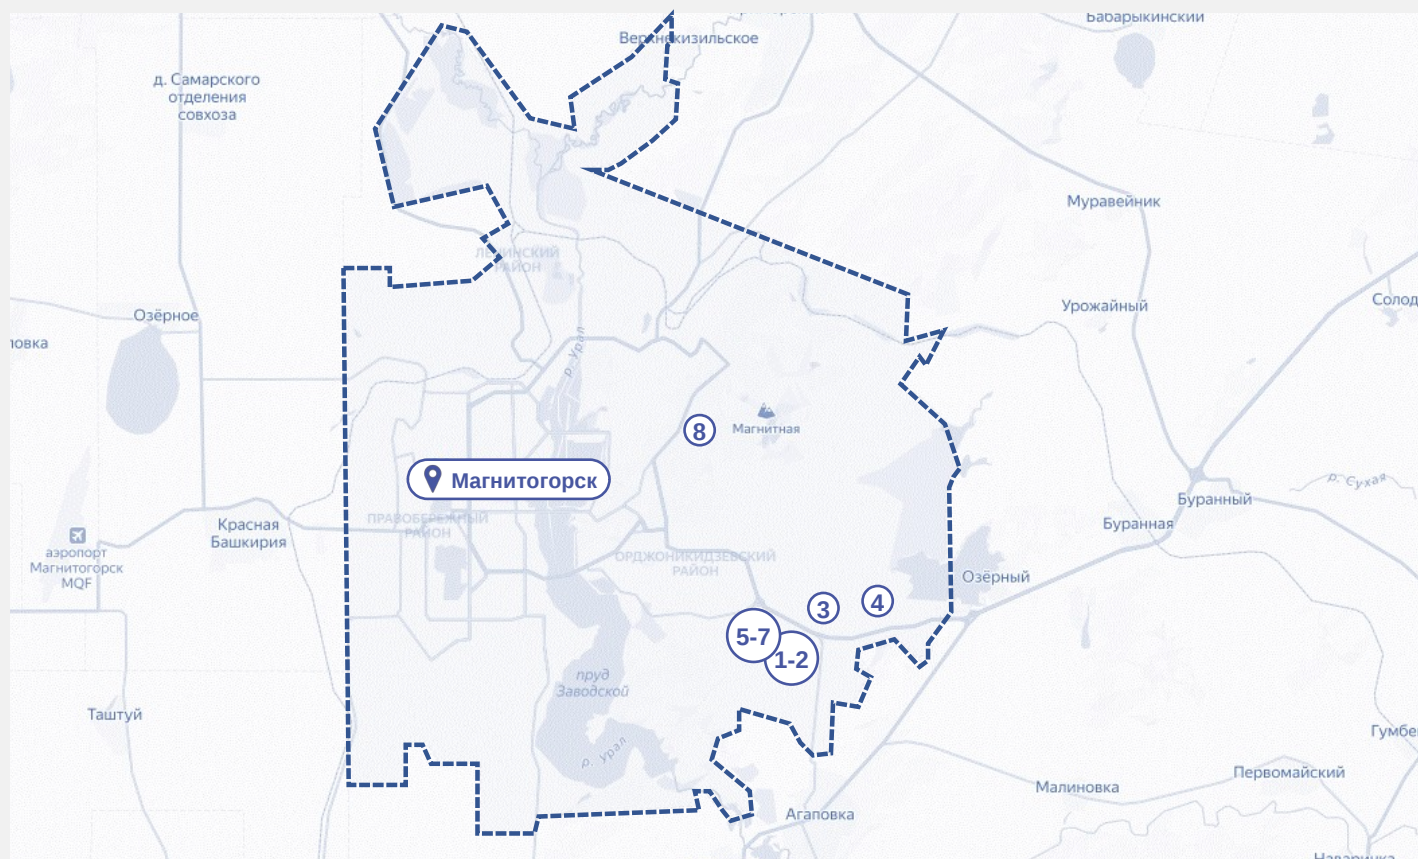 Бабарыкинский
Верхнекизильское
д. Самарского
отделения
совхоза
Муравейник
ЛЕНИНСКИЙ
РАЙОН
Солод
Урожайный
Озёрное
ловка
р. Урал
8
Магнитная
Магнитогорск
р. Сухая
Буранный
ПРАВОБЕРЕЖНЫЙ
РАЙОН
Красная
Башкирия
Буранная
аэропорт
Магнитогорск
MQF
ОРДЖОНИКИДЗЕВСКИЙ
РАЙОН
Озёрный
3
4
5-7
1-2
пруд
Заводской
Таштуй
р. Урал
Гумбе
Первомайский
Малиновка
Агаповка
Наваринка